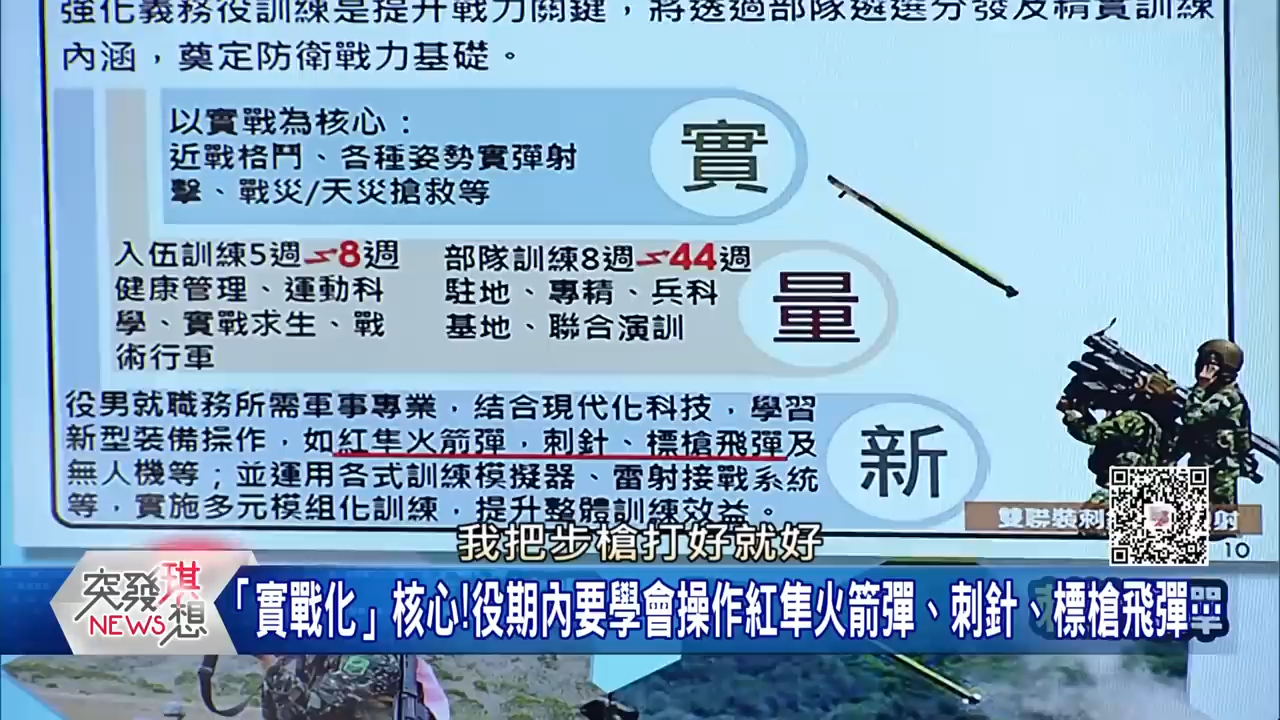 強化義務役訓練是提升戰力關鍵，將透過部隊遴選分發及精實訓練
內涵，奠定防衛戰力基礎。
以實戰為核心：
近戰格鬥、各種姿勢實彈射
擊、戰災/天災搶救等
實
入伍訓練5週
8週
健康管理、運動科
學、實戰求生、戰
術行軍
部隊訓練8週
44週
駐地、專精、兵科
基地、聯合演訓
量
役男就職務所需軍事專業，結合現代化科技，學習
新型裝備操作，如紅隼火箭彈，刺針、標槍飛彈及
無人機等；並運用各式訓練模擬器、雷射接戰系統
等，實施多元模組化訓練，提升整體訓練效益。
新
雙聯裝刺
射
10
我把步槍打好就好
突發琪想
NEWS
「實戰化」核心!役期內要學會操作紅隼火箭彈、刺針、標槍飛彈